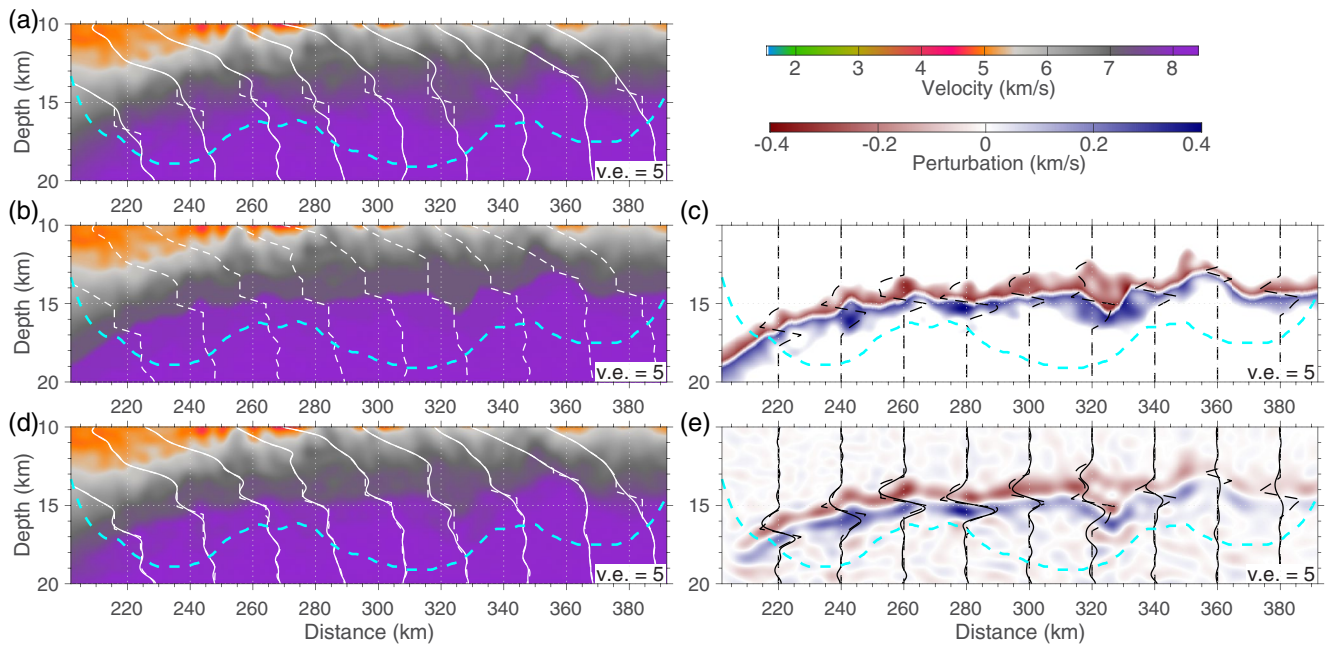 (a)
10
15
20
Depth (km)
v.e. = 5
220 240 260 280 300 320 340 360 380
2 3 4 5 6 7 8
Velocity (km/s)
-0.4 -0.2 0 0.2 0.4
Perturbation (km/s)
(b)
10
15
20
Depth (km)
v.e. = 5
220 240 260 280 300 320 340 360 380
(c)
10
15
20
v.e. = 5
220 240 260 280 300 320 340 360 380
(d)
10
15
20
Depth (km)
v.e. = 5
220 240 260 280 300 320 340 360 380
Distance (km)
(e)
10
15
20
v.e. = 5
220 240 260 280 300 320 340 360 380
Distance (km)